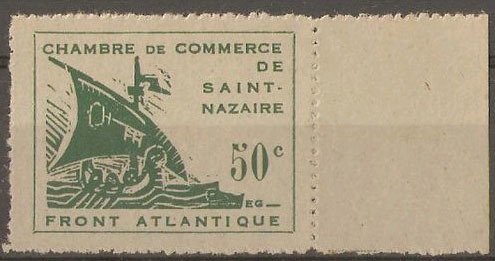 CHAMBRE DE COMMERCE
DE
SAINT-
NAZAIRE
50c
EG
FRONT ATLANTIQUE